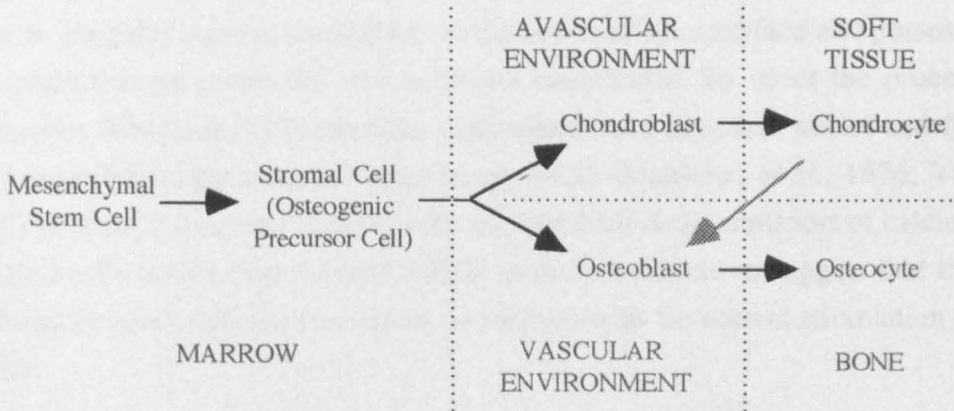 AVASCULAR
ENVIRONMENT
SOFT
TISSUE
Chondroblast
Chondrocyte
Mesenchymal
Stem Cell
Stromal Cell
(Osteogenic
Precursor Cell)
Osteoblast
Osteocyte
MARROW
VASCULAR
ENVIRONMENT
BONE